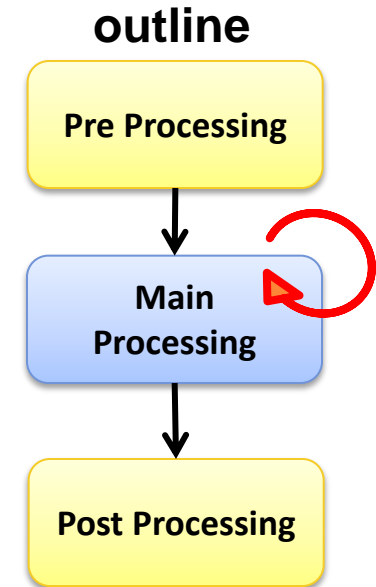 outline
Pre Processing
Main
Processing
Post Processing